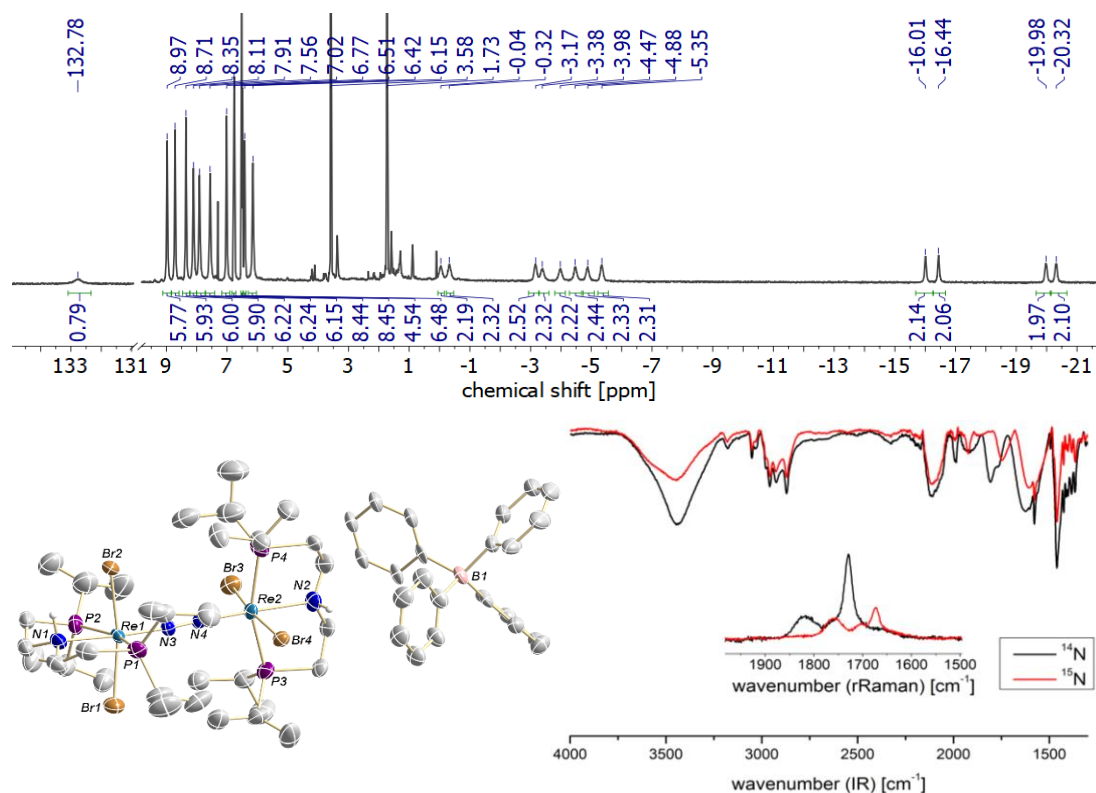 132.78
8.97
8.71
8.35
8.11
7.91
7.56
7.02
6.77
6.51
6.42
6.15
3.58
1.73
-0.04
-0.32
-3.17
-3.38
-3.98
-4.47
-4.88
-5.35
-16.01
-16.44
-19.98
-20.32
0.79
5.77
5.93
6.00
5.90
6.22
6.24
6.15
8.44
8.45
4.54
6.48
2.19
2.32
2.52
2.32
2.22
2.44
2.33
2.31
2.14
2.06
1.97
2.10
133 131 9 7 5 3 1 -1 -3 -5 -7 -9 -11 -13 -15 -17 -19 -21
chemical shift [ppm]
Br2
P2
N1
Re1
N3
N4
P1
Br1
Br3
P4
N2
Re2
Br4
P3
B1
1900 1800 1700 1600 1500
wavenumber (rRaman) [cm⁻¹]
¹⁴N
¹⁵N
4000 3500 3000 2500 2000 1500
wavenumber (IR) [cm⁻¹]